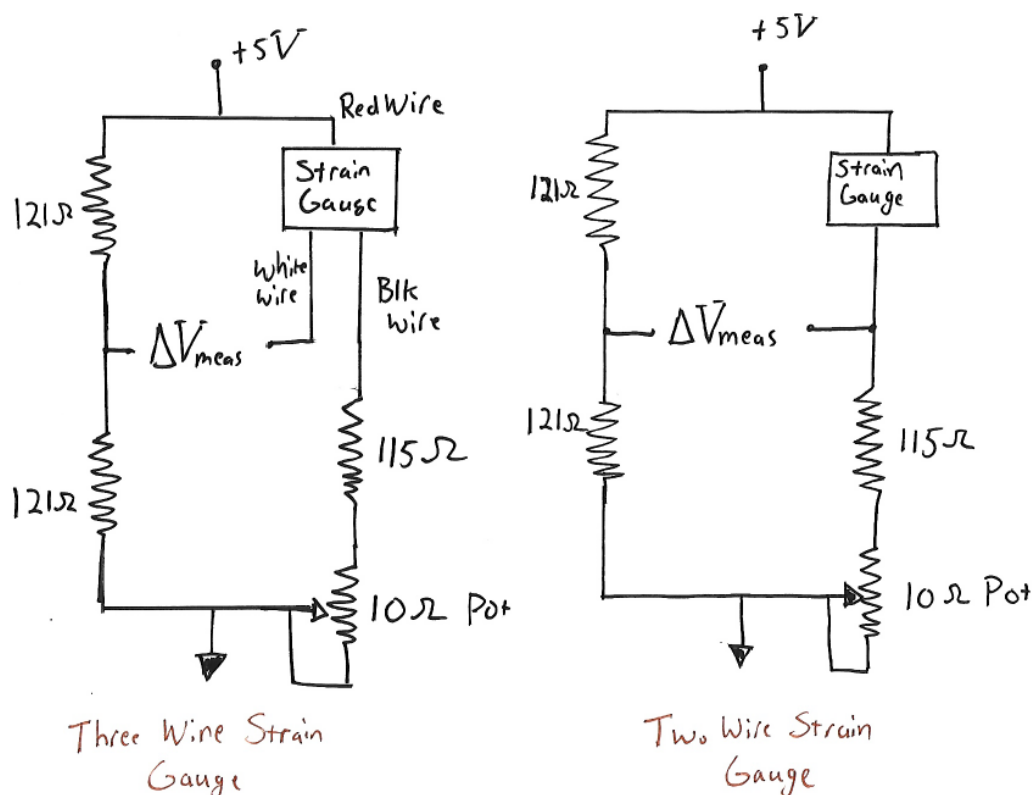 +5V
Red Wire
Strain
Gauge
121Ω
White
wire
Blk
Wire
ΔVmeas
115Ω
121Ω
10Ω Pot
Three Wire Strain
Gauge
+5V
121Ω
Strain
Gauge
ΔVmeas
121Ω
115Ω
10Ω Pot
Two Wire Strain
Gauge